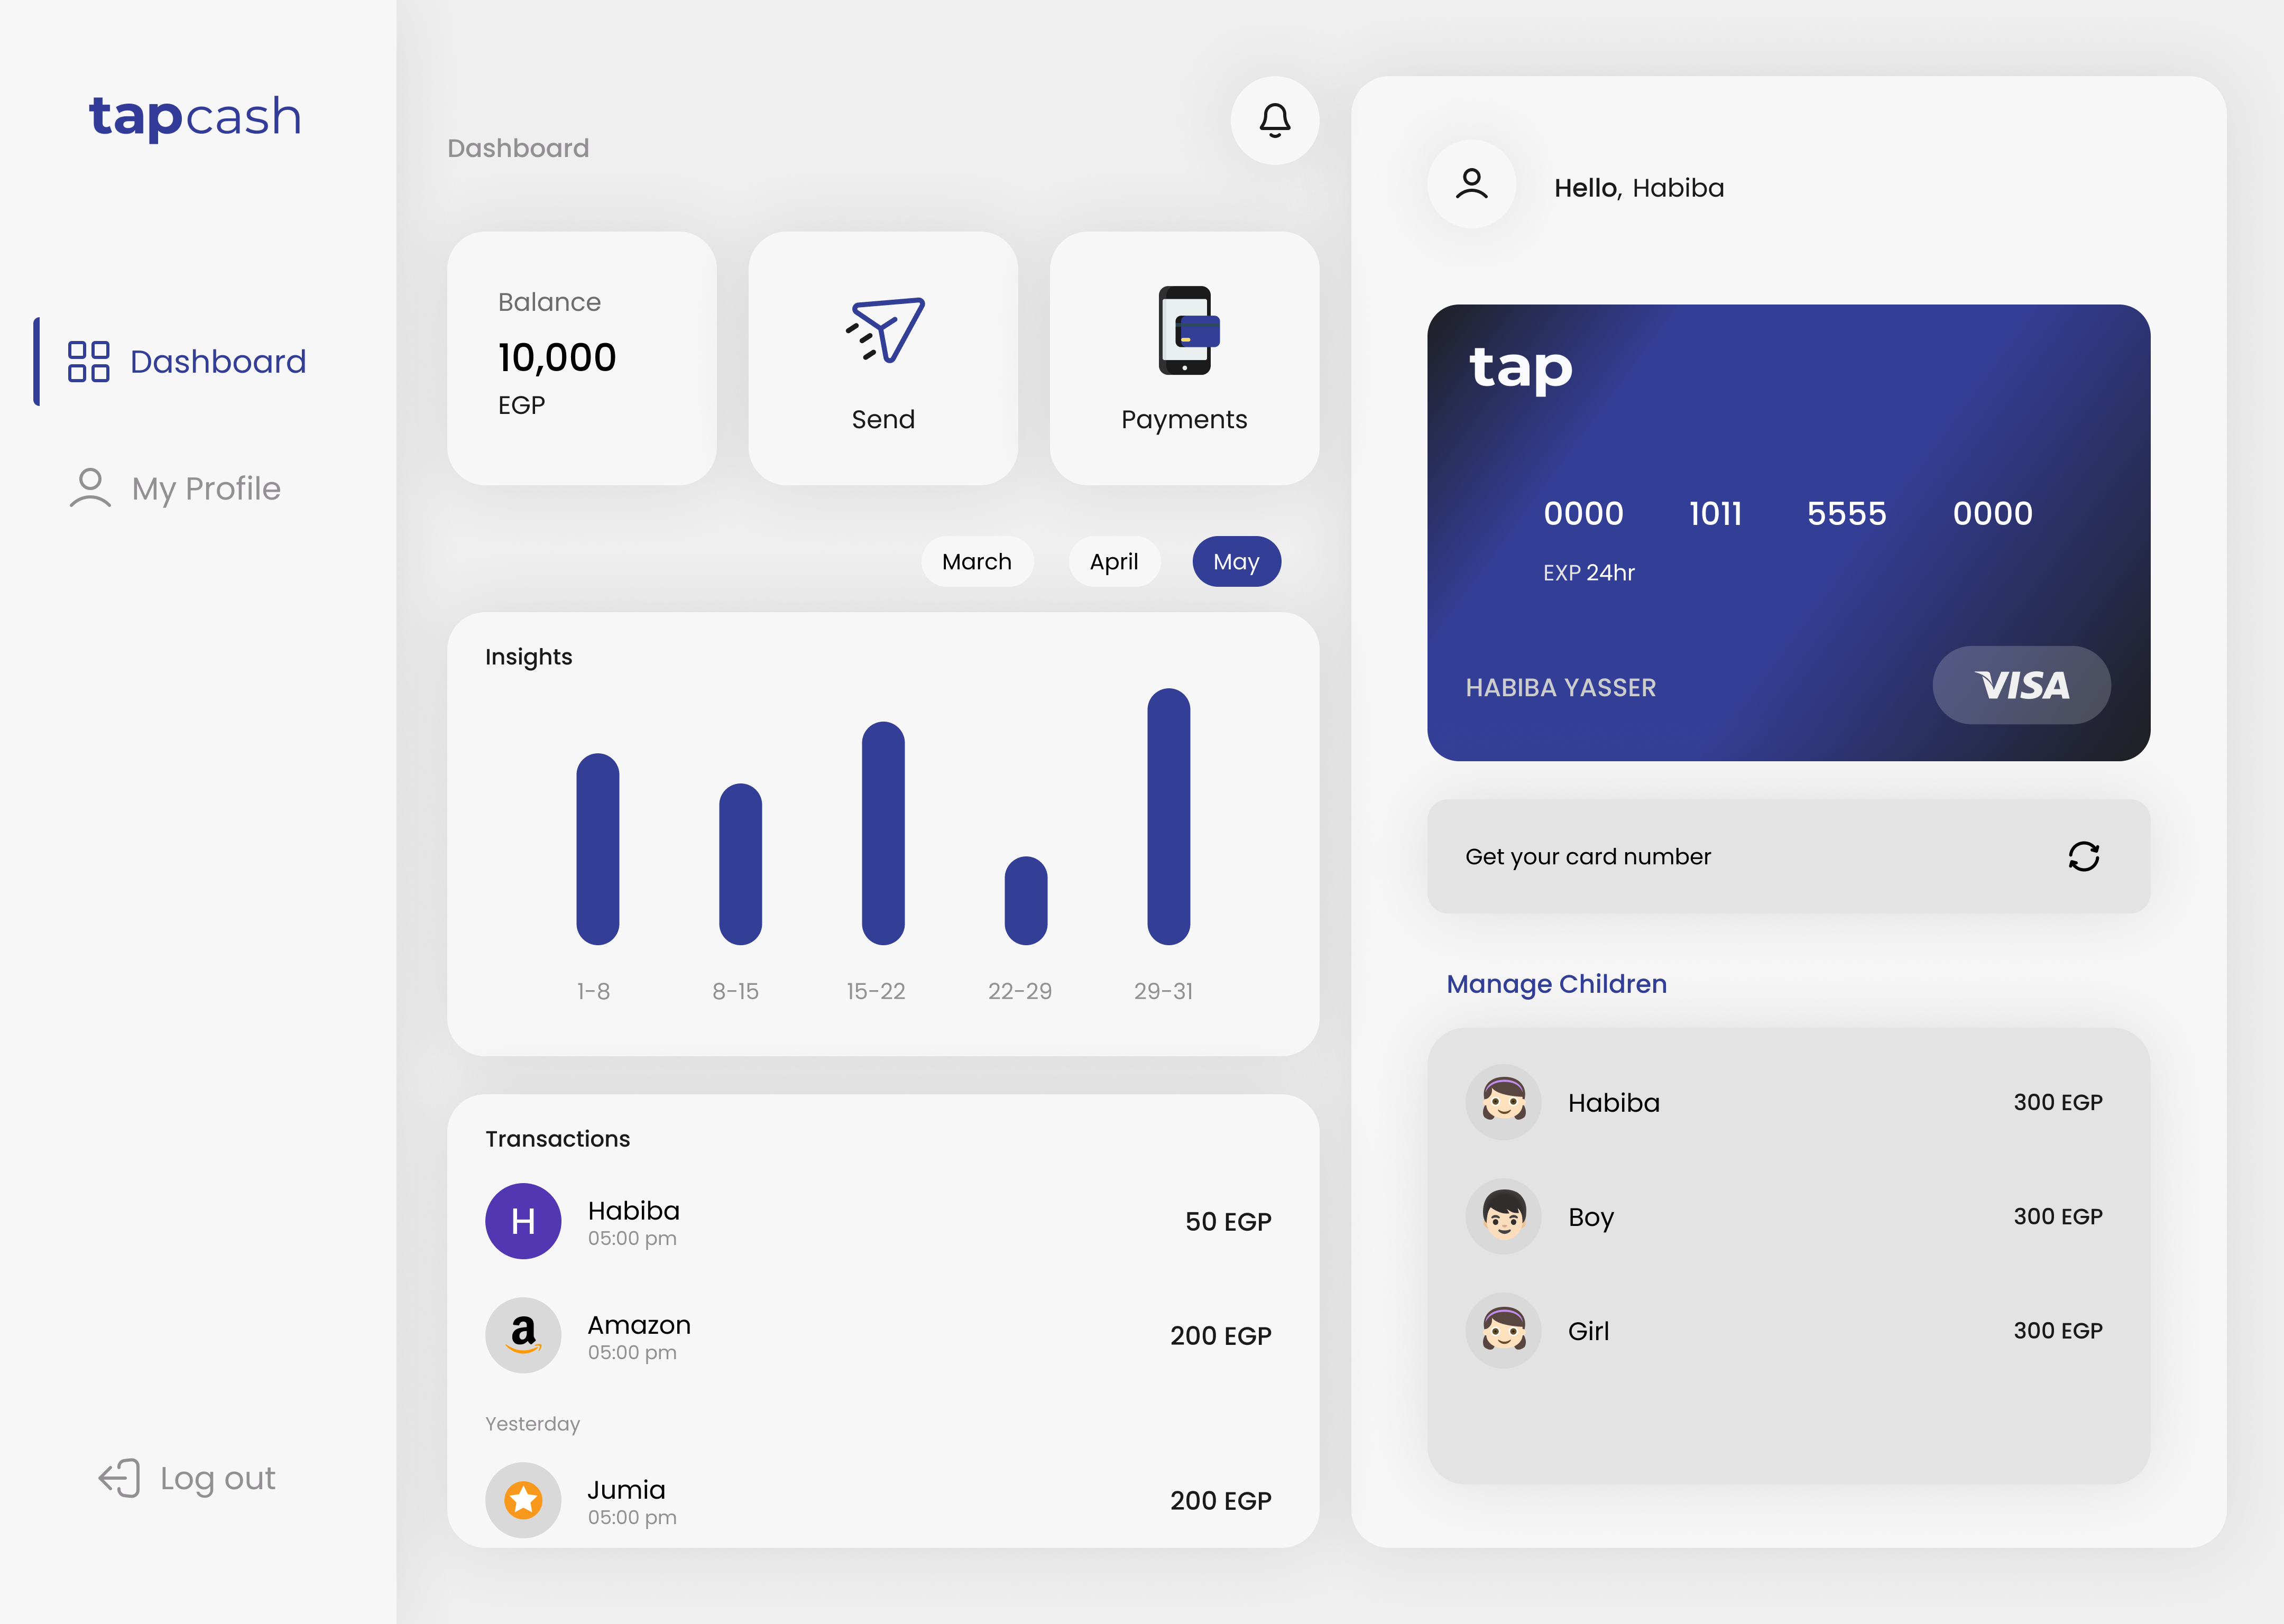 tapcash
Dashboard
My Profile
Log out
Dashboard
Balance
10,000
EGP
Send
Payments
March April May
Insights
1-8 8-15 15-22 22-29 29-31
Transactions
H
Habiba
05:00 pm
50 EGP
a
Amazon
05:00 pm
200 EGP
Yesterday
Jumia
05:00 pm
200 EGP
Hello, Habiba
tap
0000 1011 5555 0000
EXP 24hr
HABIBA YASSER
VISA
Get your card number
Manage Children
Habiba 300 EGP
Boy 300 EGP
Girl 300 EGP